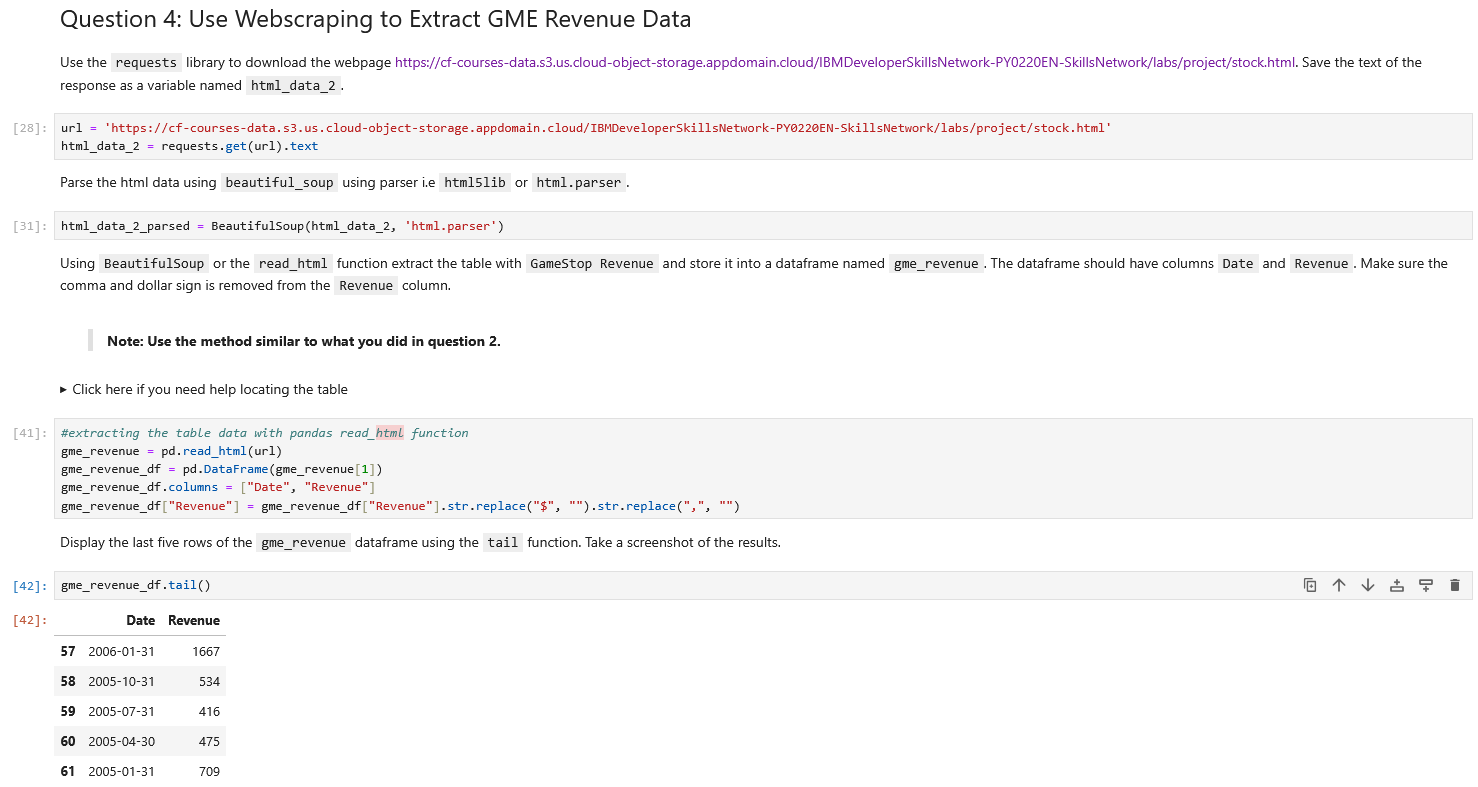 Question 4: Use Webscraping to Extract GME Revenue Data
Use the requests library to download the webpage https://cf-courses-data.s3.us.cloud-object-storage.appdomain.cloud/IBMDeveloperSkillsNetwork-PY0220EN-SkillsNetwork/labs/project/stock.html. Save the text of the
response as a variable named html_data_2.
[28]: url = 'https://cf-courses-data.s3.us.cloud-object-storage.appdomain.cloud/IBMDeveloperSkillsNetwork-PY0220EN-SkillsNetwork/labs/project/stock.html'
html_data_2 = requests.get(url).text
Parse the html data using beautiful_soup using parser i.e html5lib or html.parser.
[31]: html_data_2_parsed = BeautifulSoup(html_data_2, 'html.parser')
Using BeautifulSoup or the read_html function extract the table with GameStop Revenue and store it into a dataframe named gme_revenue. The dataframe should have columns Date and Revenue. Make sure the
comma and dollar sign is removed from the Revenue column.
Note: Use the method similar to what you did in question 2.
▸ Click here if you need help locating the table
[41]: #extracting the table data with pandas read_html function
gme_revenue = pd.read_html(url)
gme_revenue_df = pd.DataFrame(gme_revenue[1])
gme_revenue_df.columns = ["Date", "Revenue"]
gme_revenue_df["Revenue"] = gme_revenue_df["Revenue"].str.replace("$", "").str.replace(",", "")
Display the last five rows of the gme_revenue dataframe using the tail function. Take a screenshot of the results.
[42]: gme_revenue_df.tail()
[42]: Date Revenue
57 2006-01-31 1667
58 2005-10-31 534
59 2005-07-31 416
60 2005-04-30 475
61 2005-01-31 709